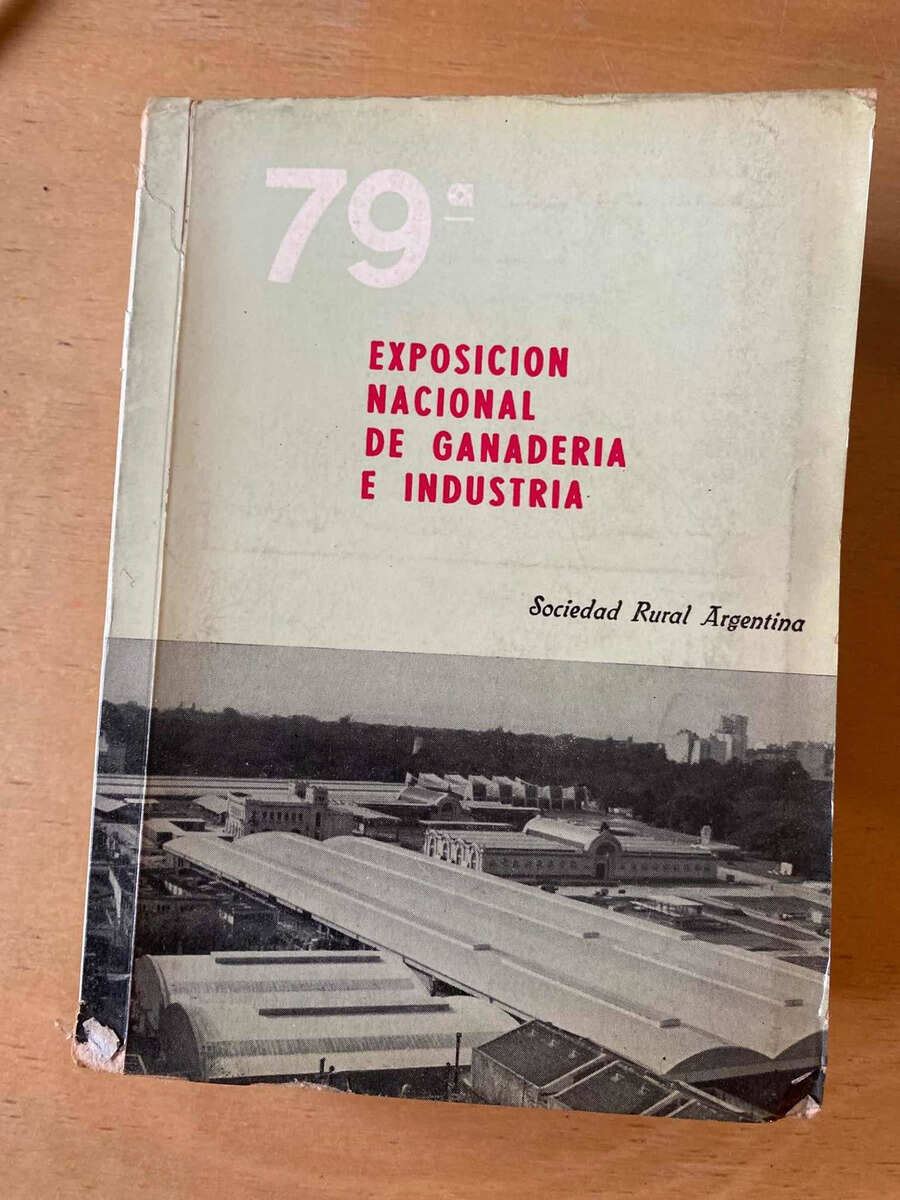 79ª
EXPOSICION
NACIONAL
DE GANADERIA
E INDUSTRIA
Sociedad Rural Argentina